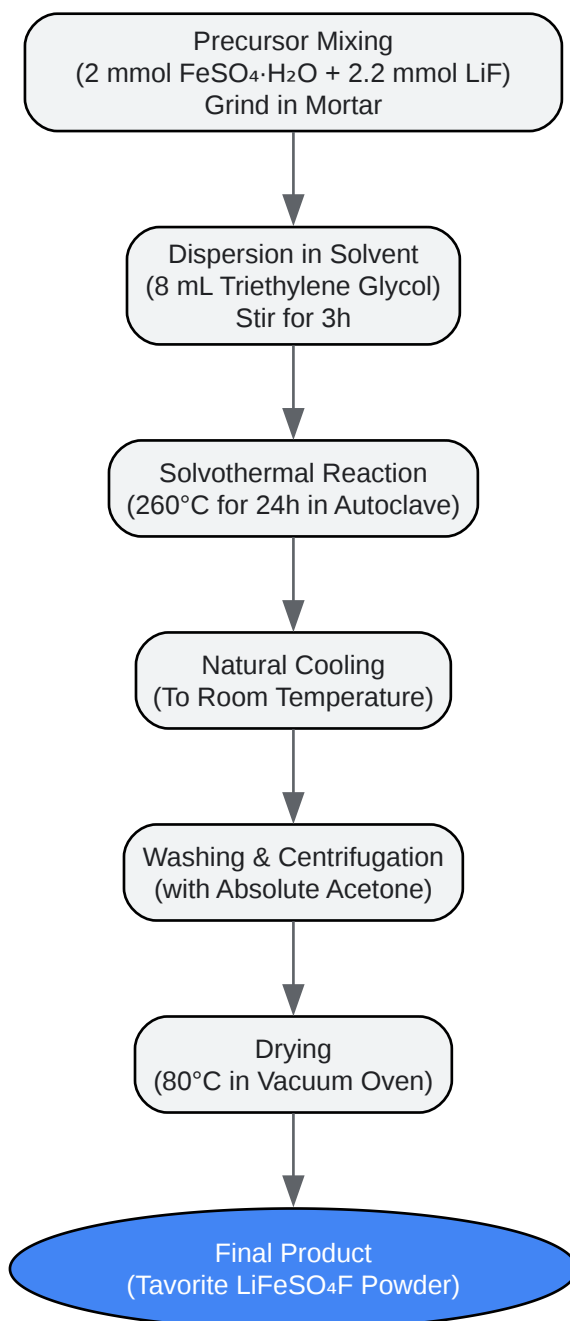 Precursor Mixing
(2 mmol FeSO₄·H₂O + 2.2 mmol LiF)
Grind in Mortar
Dispersion in Solvent
(8 mL Triethylene Glycol)
Stir for 3h
Solvothermal Reaction
(260°C for 24h in Autoclave)
Natural Cooling
(To Room Temperature)
Washing & Centrifugation
(with Absolute Acetone)
Drying
(80°C in Vacuum Oven)
Final Product
(Tavorite LiFeSO₄F Powder)